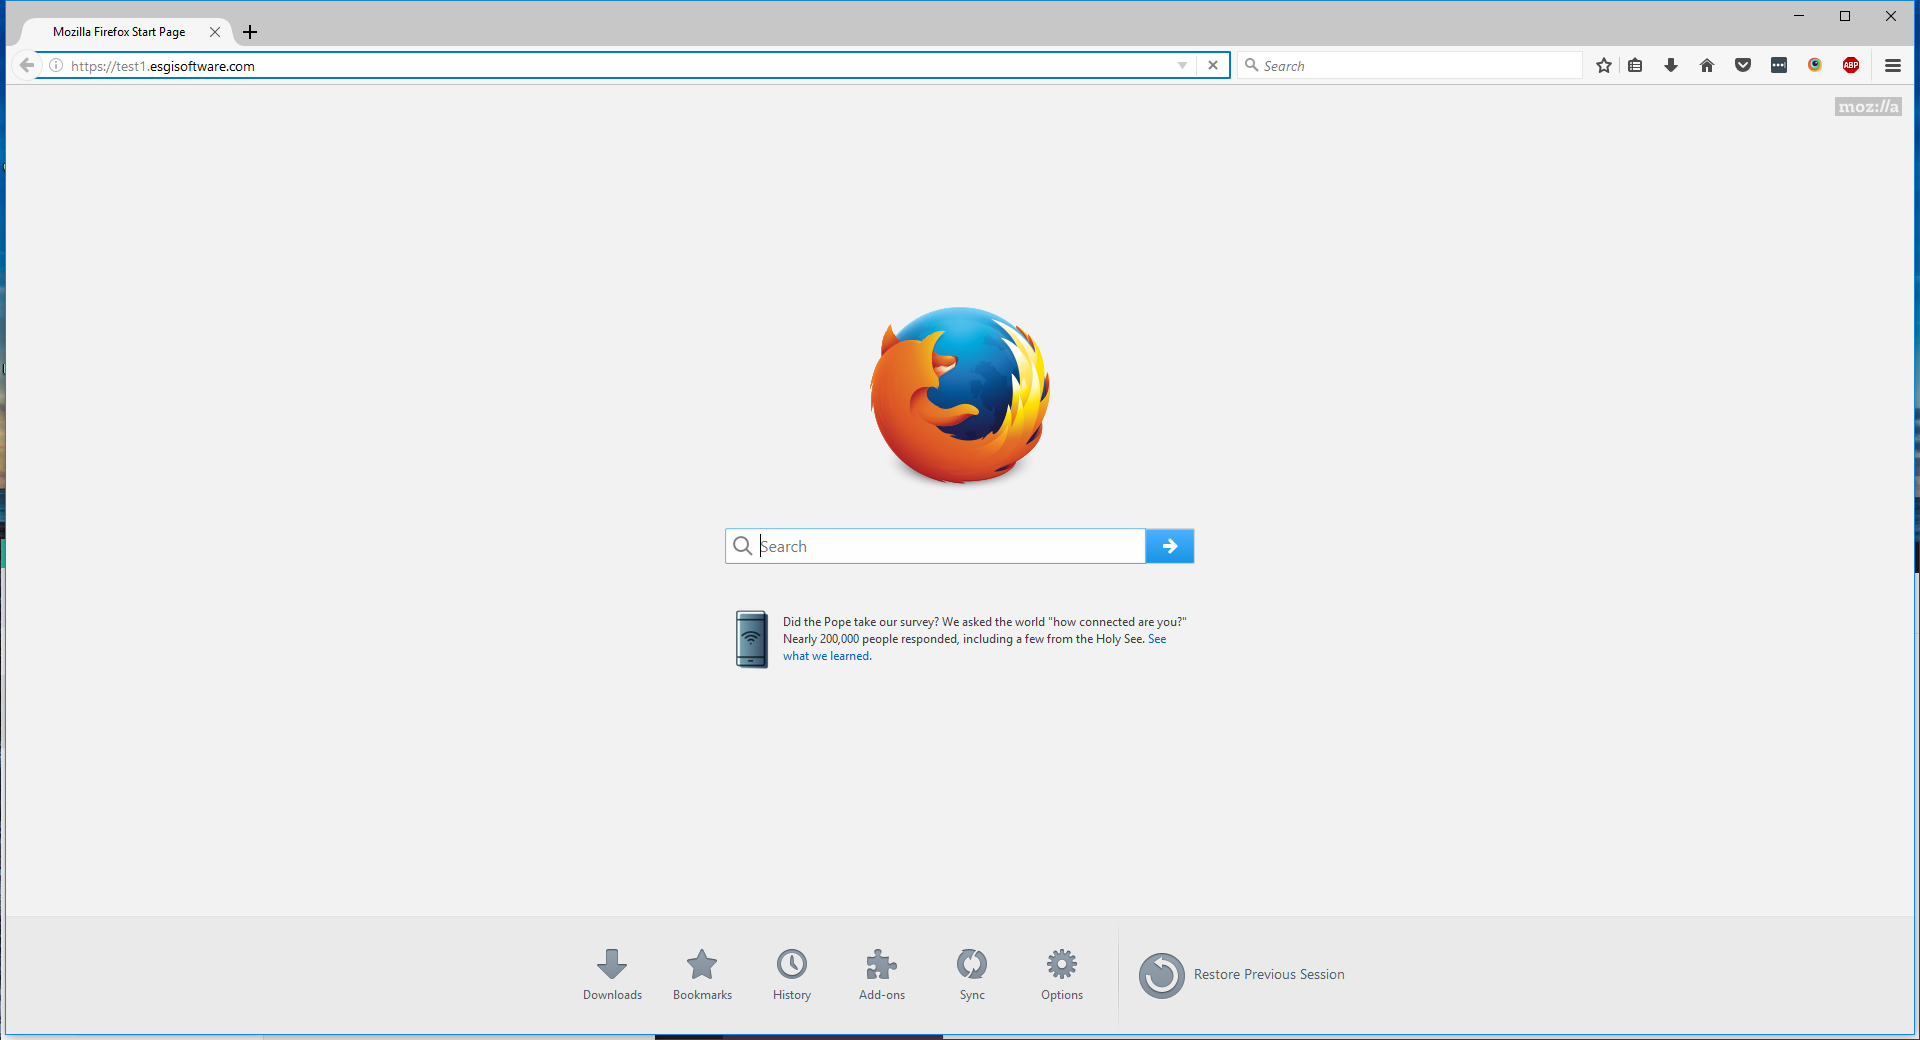 Mozilla Firefox Start Page
https://test1.esgisoftware.com
Search
ABP
moz://a
Search
Did the Pope take our survey? We asked the world "how connected are you?"
Nearly 200,000 people responded, including a few from the Holy See. See
what we learned.
Downloads
Bookmarks
History
Add-ons
Sync
Options
Restore Previous Session